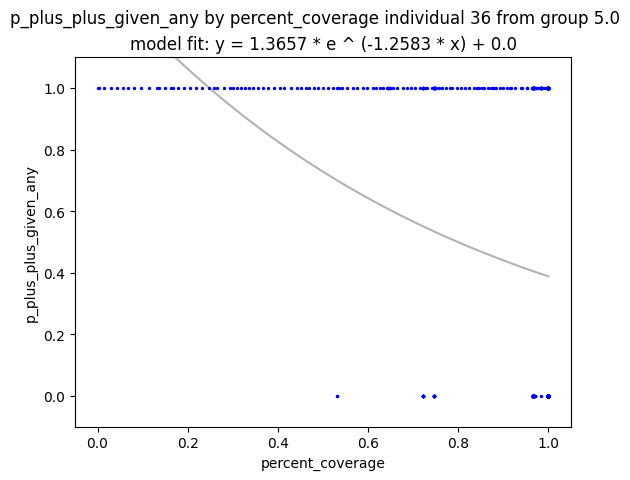 p_plus_plus_given_any by percent_coverage individual 36 from group 5.0
model fit: y = 1.3657 * e ^ (-1.2583 * x) + 0.0
1.0
0.8
0.6
0.4
0.2
0.0
p_plus_plus_given_any
0.0 0.2 0.4 0.6 0.8 1.0
percent_coverage